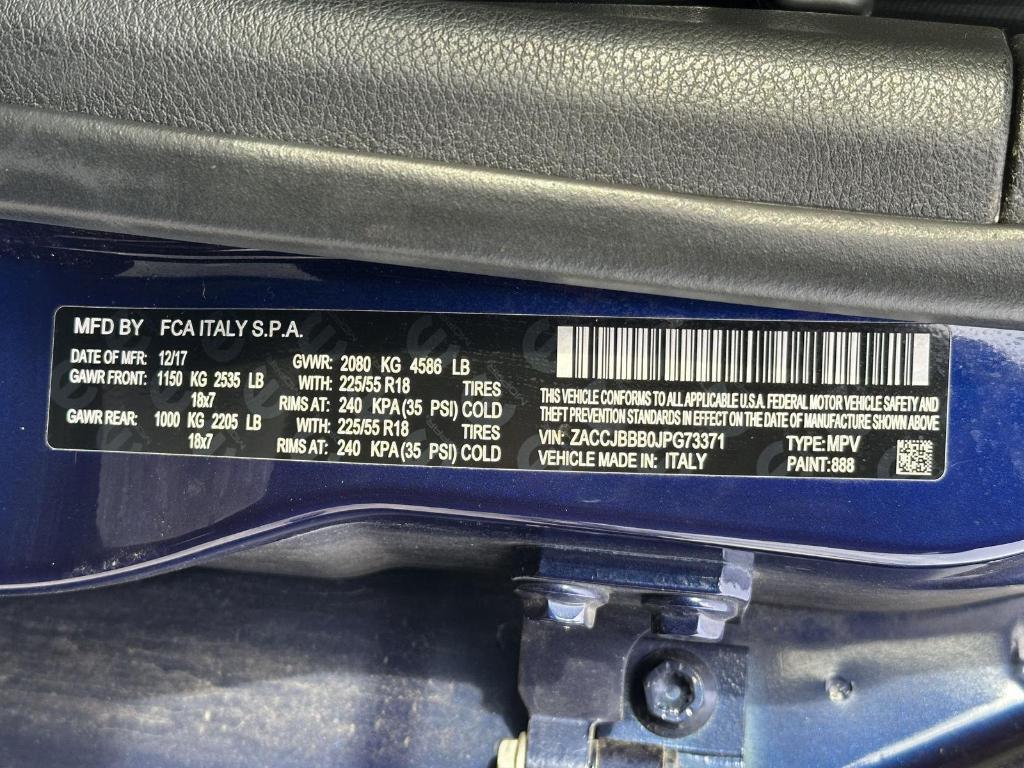 MFD BY FCA ITALY S.P.A.
DATE OF MFR: 12/17 GVWR: 2080 KG 4586 LB
GAWR FRONT: 1150 KG 2535 LB WITH: 225/55 R18 TIRES
18x7 RIMS AT: 240 KPA(35 PSI) COLD
GAWR REAR: 1000 KG 2205 LB WITH: 225/55 R18 TIRES
18x7 RIMS AT: 240 KPA(35 PSI) COLD
THIS VEHICLE CONFORMS TO ALL APPLICABLE U.S.A. FEDERAL MOTOR VEHICLE SAFETY AND
THEFT PREVENTION STANDARDS IN EFFECT ON THE DATE OF MANUFACTURE SHOWN ABOVE
VIN: ZACCJBBB0JPG73371 TYPE: MPV
VEHICLE MADE IN: ITALY PAINT:888